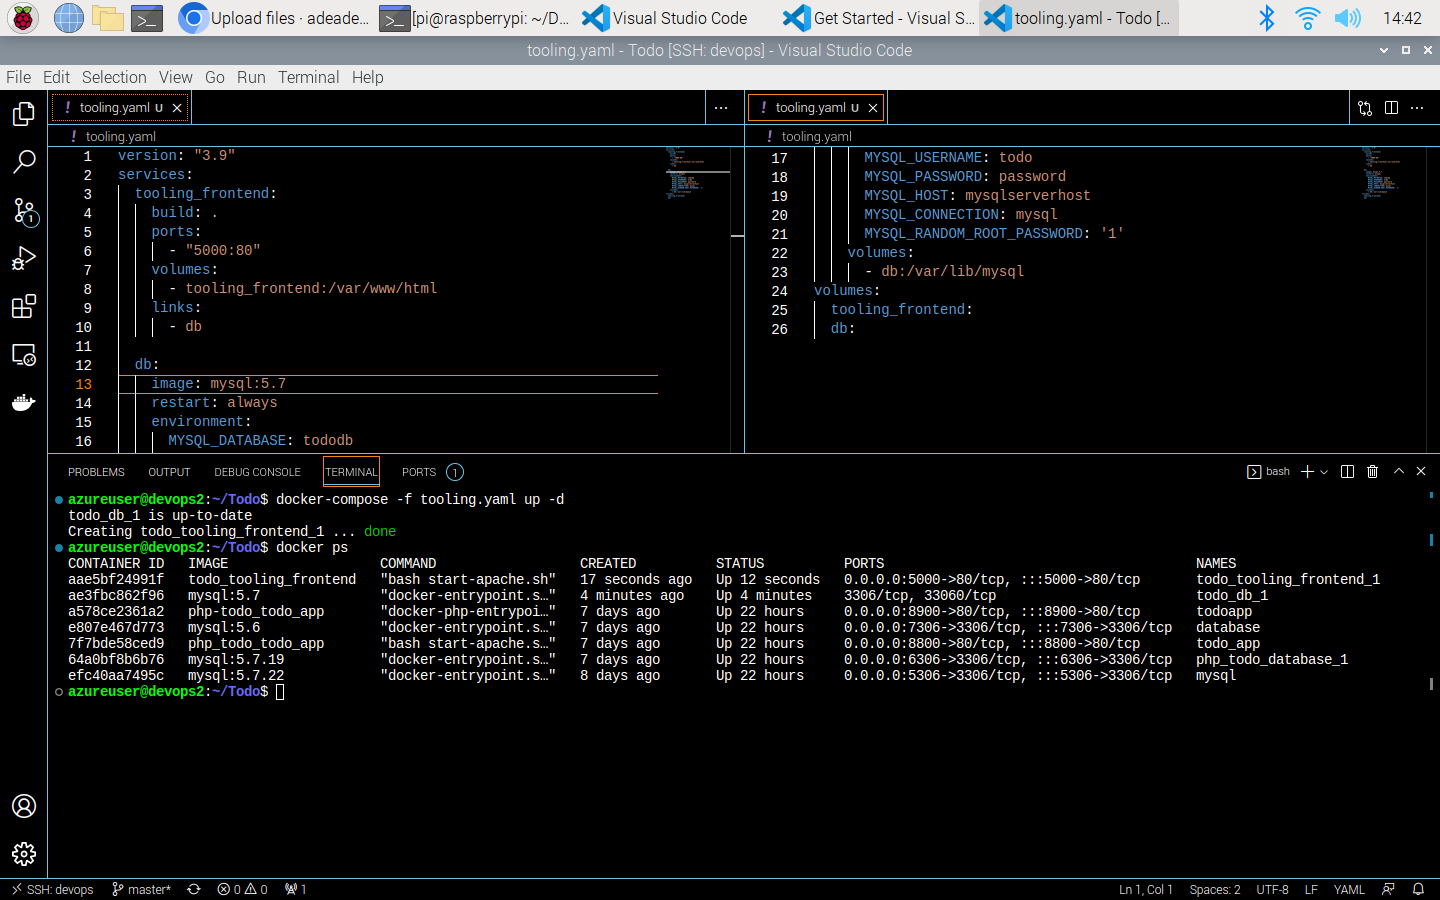 Upload files · adeade...
[pi@raspberrypi: ~/D...
Visual Studio Code
Get Started - Visual S...
tooling.yaml - Todo [...
14:42
tooling.yaml - Todo [SSH: devops] - Visual Studio Code
File Edit Selection View Go Run Terminal Help
! tooling.yaml U
...
! tooling.yaml
1 version: "3.9"
2 services:
3 tooling_frontend:
4 build: .
5 ports:
6 - "5000:80"
7 volumes:
8 - tooling_frontend:/var/www/html
9 links:
10 - db
11
12 db:
13 image: mysql:5.7
14 restart: always
15 environment:
16 MYSQL_DATABASE: tododb
! tooling.yaml U
...
! tooling.yaml
17 MYSQL_USERNAME: todo
18 MYSQL_PASSWORD: password
19 MYSQL_HOST: mysqlserverhost
20 MYSQL_CONNECTION: mysql
21 MYSQL_RANDOM_ROOT_PASSWORD: '1'
22 volumes:
23 - db:/var/lib/mysql
24 volumes:
25 tooling_frontend:
26 db:
1
PROBLEMS OUTPUT DEBUG CONSOLE TERMINAL PORTS 1 bash
azureuser@devops2:~/Todo$ docker-compose -f tooling.yaml up -d
todo_db_1 is up-to-date
Creating todo_tooling_frontend_1 ... done
azureuser@devops2:~/Todo$ docker ps
CONTAINER ID IMAGE COMMAND CREATED STATUS PORTS NAMES
aae5bf24991f todo_tooling_frontend "bash start-apache.sh" 17 seconds ago Up 12 seconds 0.0.0.0:5000->80/tcp, :::5000->80/tcp todo_tooling_frontend_1
ae3fbc862f96 mysql:5.7 "docker-entrypoint.s…" 4 minutes ago Up 4 minutes 3306/tcp, 33060/tcp todo_db_1
a578ce2361a2 php-todo_todo_app "docker-php-entrypoi…" 7 days ago Up 22 hours 0.0.0.0:8900->80/tcp, :::8900->80/tcp todoapp
e807e467d773 mysql:5.6 "docker-entrypoint.s…" 7 days ago Up 22 hours 0.0.0.0:7306->3306/tcp, :::7306->3306/tcp database
7f7bde58ced9 php_todo_todo_app "bash start-apache.s…" 7 days ago Up 22 hours 0.0.0.0:8800->80/tcp, :::8800->80/tcp todo_app
64a0bf8b6b76 mysql:5.7.19 "docker-entrypoint.s…" 7 days ago Up 22 hours 0.0.0.0:6306->3306/tcp, :::6306->3306/tcp php_todo_database_1
efc40aa7495c mysql:5.7.22 "docker-entrypoint.s…" 8 days ago Up 22 hours 0.0.0.0:5306->3306/tcp, :::5306->3306/tcp mysql
azureuser@devops2:~/Todo$
SSH: devops master* 0 0 1 Ln 1, Col 1 Spaces: 2 UTF-8 LF YAML